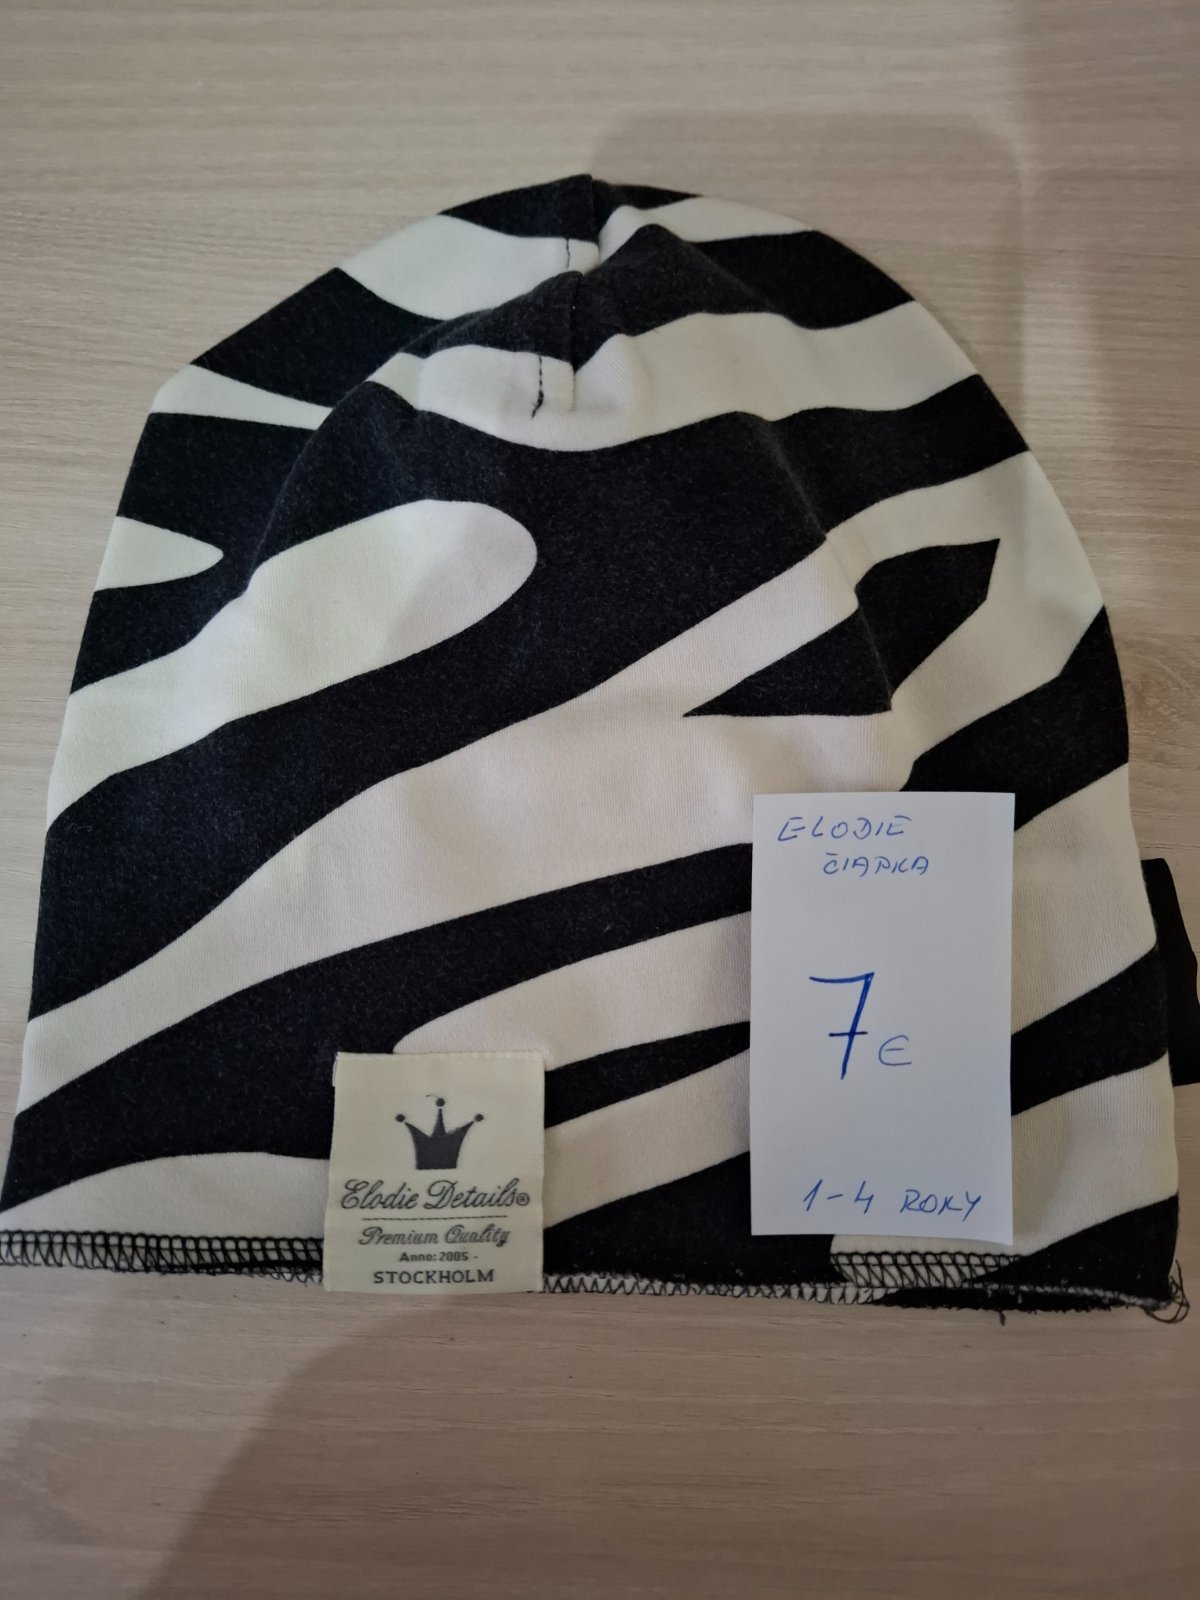 ELODIE
ČIAPKA
7 €
1-4 ROKY
Elodie Details®
Premium Quality
Anno: 2005 -
STOCKHOLM